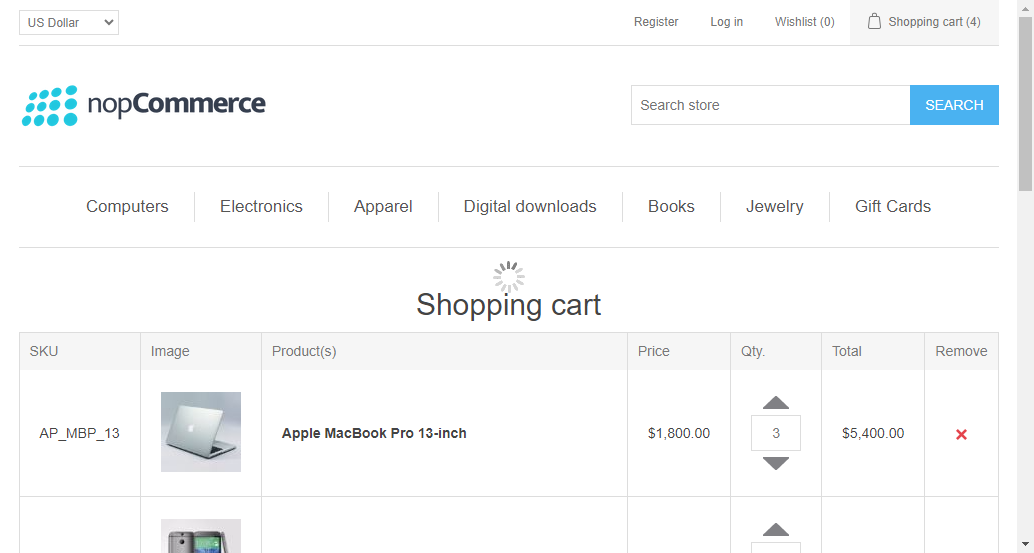 US Dollar Register Log in Wishlist (0) Shopping cart (4)
nopCommerce Search store SEARCH
Computers Electronics Apparel Digital downloads Books Jewelry Gift Cards
Shopping cart
SKU Image Product(s) Price Qty. Total Remove
AP_MBP_13 Apple MacBook Pro 13-inch $1,800.00 3 $5,400.00